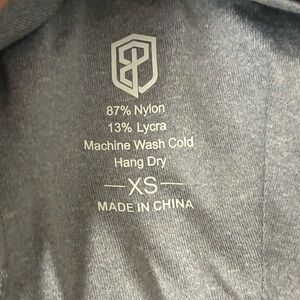 87% Nylon
13% Lycra
Machine Wash Cold
Hang Dry
XS
MADE IN CHINA